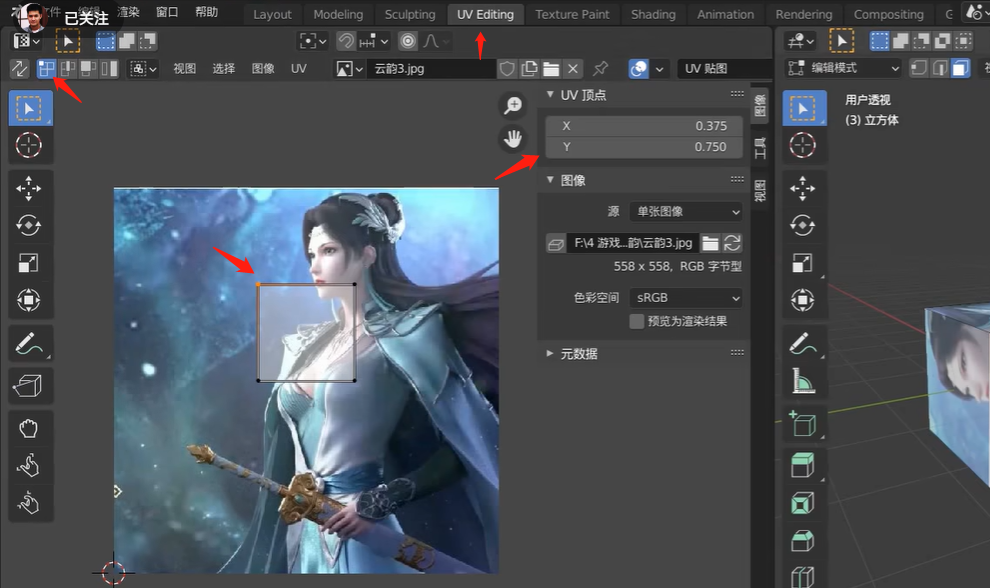 文件 编辑 渲染 窗口 帮助
已关注
Layout Modeling Sculpting UV Editing Texture Paint Shading Animation Rendering Compositing G
视图 选择 图像 UV 云韵3.jpg UV 贴图
编辑模式
UV 顶点
X 0.375
Y 0.750
图像
源 单张图像
F:\4 游戏...韵\云韵3.jpg
558 x 558, RGB 字节型
色彩空间 sRGB
预览为渲染结果
元数据
图像
工具
视图
用户透视
(3) 立方体